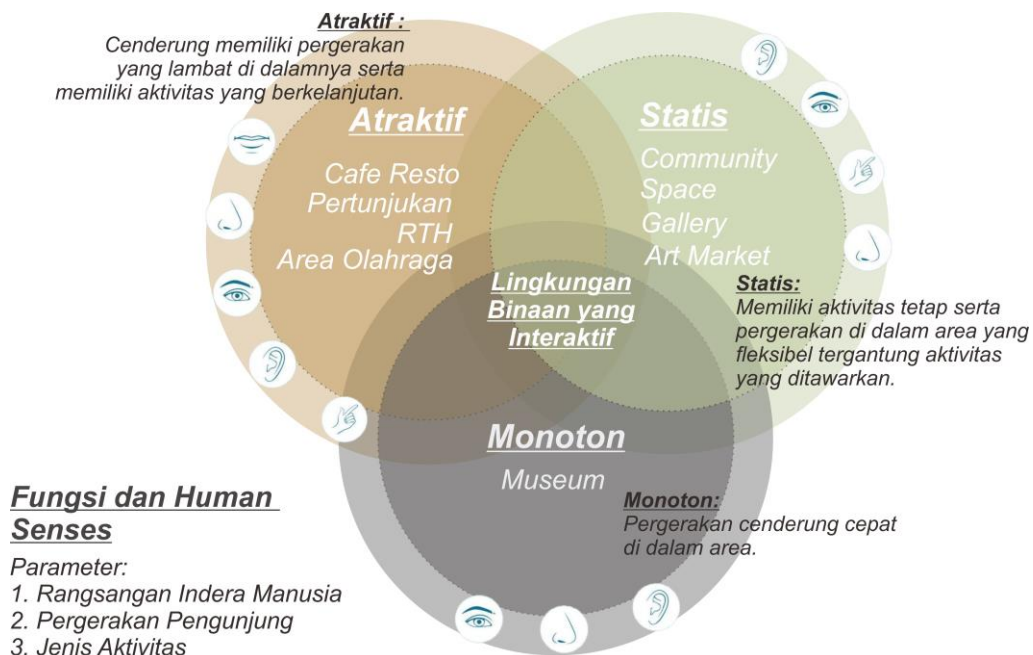 Atraktif :
Cenderung memiliki pergerakan
yang lambat di dalamnya serta
memiliki aktivitas yang berkelanjutan.
Atraktif
Cafe Resto
Pertunjukan
RTH
Area Olahraga
Statis
Community
Space
Gallery
Art Market
Lingkungan
Binaan yang
Interaktif
Statis:
Memiliki aktivitas tetap serta
pergerakan di dalam area yang
fleksibel tergantung aktivitas
yang ditawarkan.
Monoton
Museum
Monoton:
Pergerakan cenderung cepat
di dalam area.
Fungsi dan Human
Senses
Parameter:
1. Rangsangan Indera Manusia
2. Pergerakan Pengunjung
3. Jenis Aktivitas